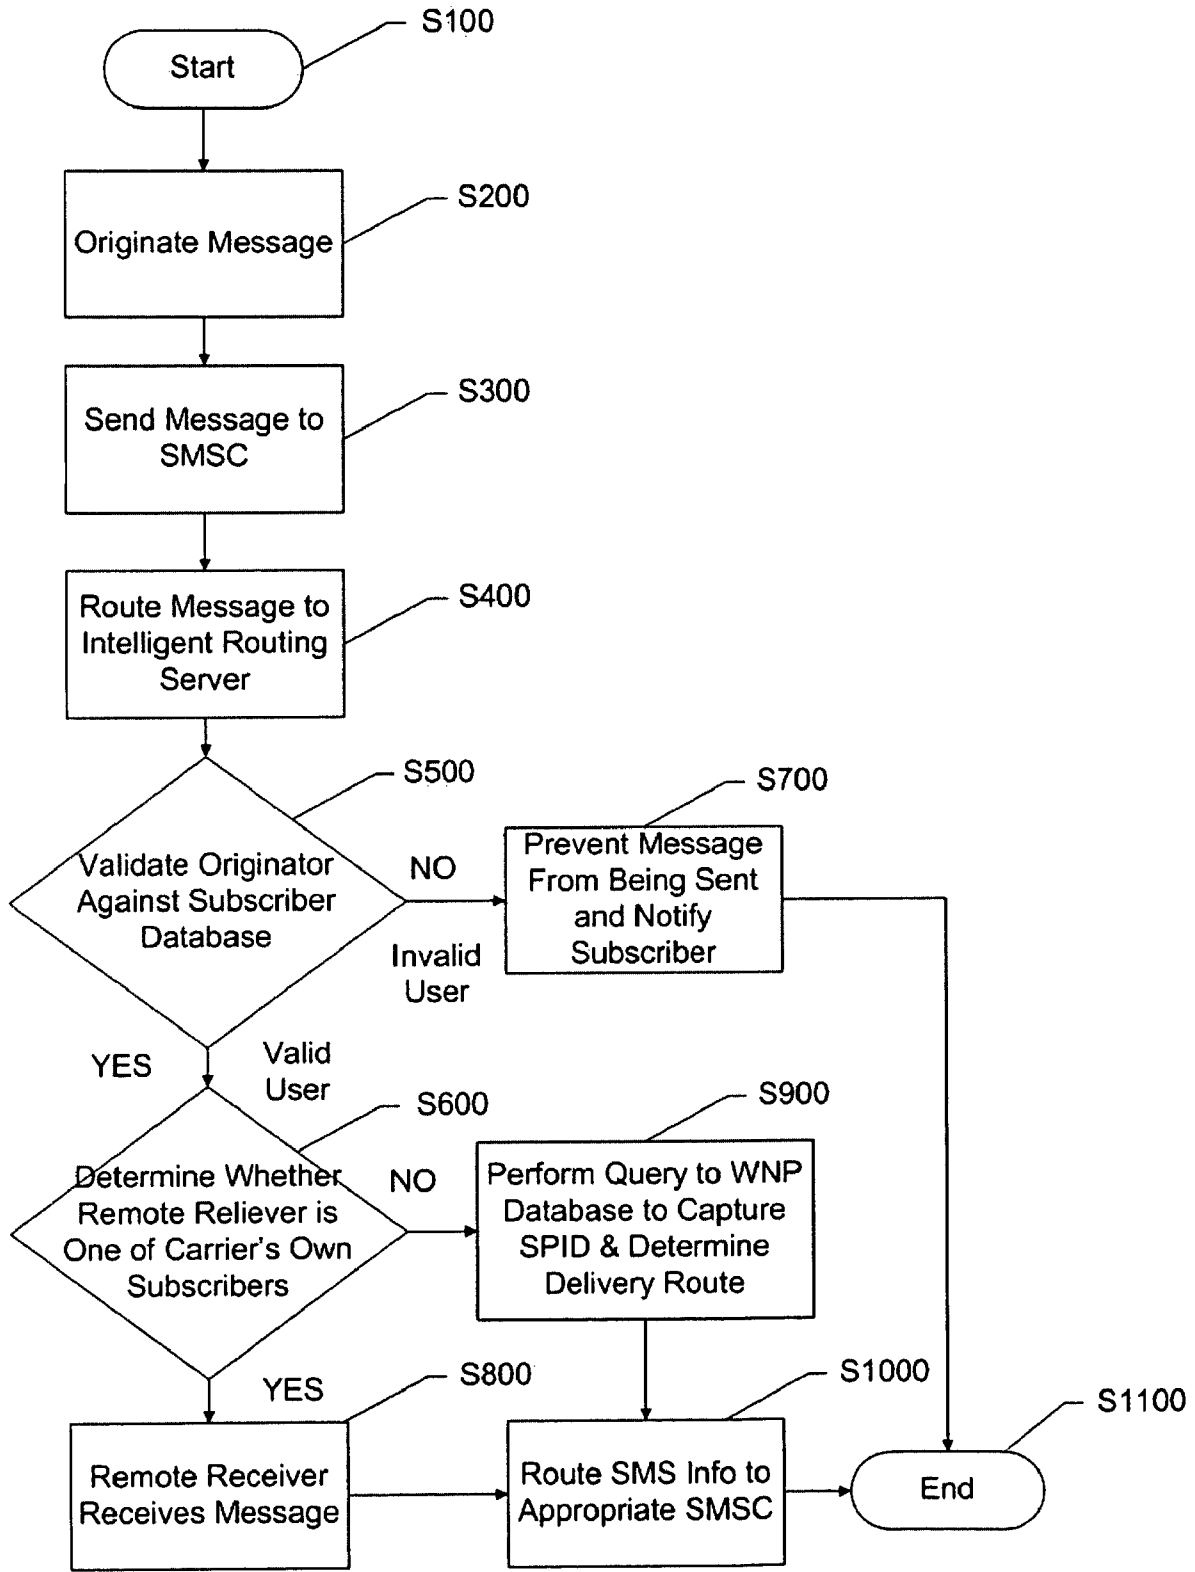 S100
Start
S200
Originate Message
S300
Send Message to
SMSC
S400
Route Message to
Intelligent Routing
Server
S500
Validate Originator
Against Subscriber
Database
NO
Invalid
User
S700
Prevent Message
From Being Sent
and Notify
Subscriber
YES
Valid
User
S600
Determine Whether
Remote Reliever is
One of Carrier's Own
Subscribers
NO
S900
Perform Query to WNP
Database to Capture
SPID & Determine
Delivery Route
YES
S800
Remote Receiver
Receives Message
S1000
Route SMS Info to
Appropriate SMSC
S1100
End